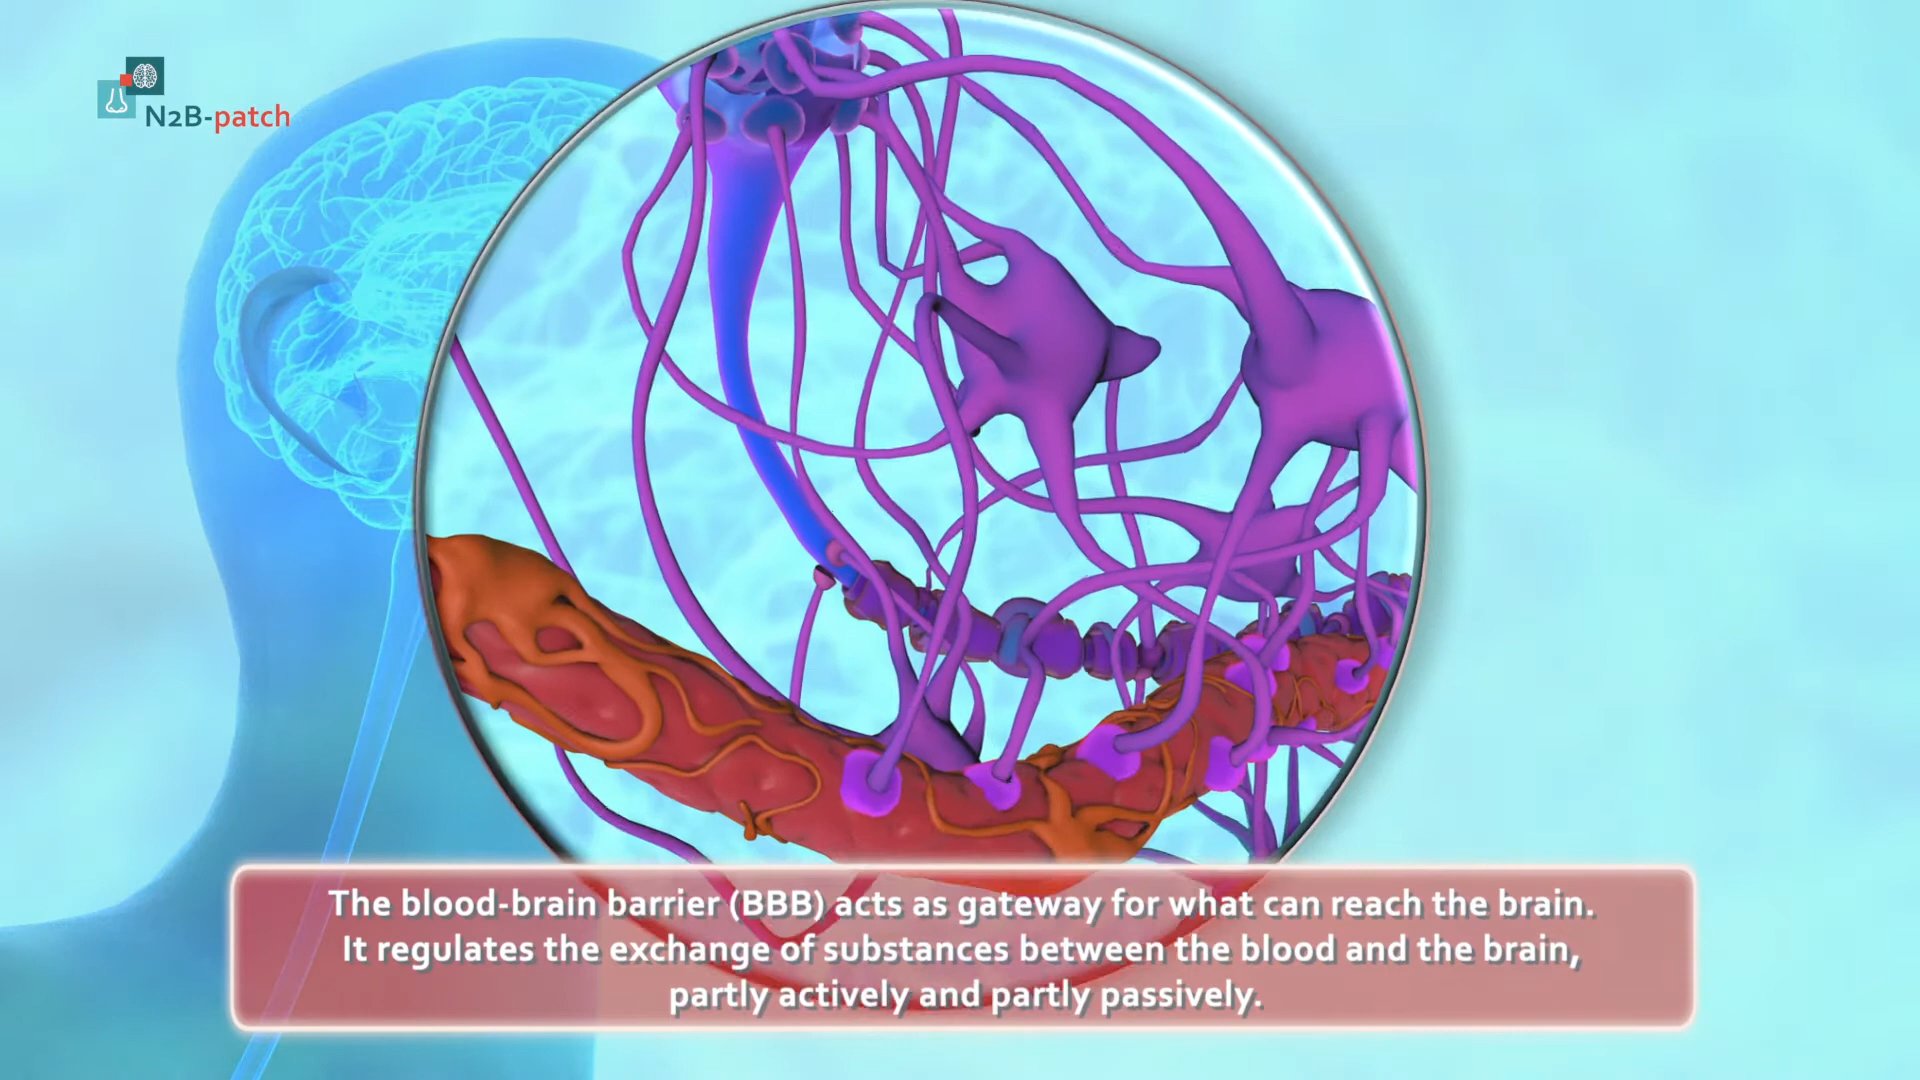 N2B-patch
The blood-brain barrier (BBB) acts as gateway for what can reach the brain.
It regulates the exchange of substances between the blood and the brain,
partly actively and partly passively.